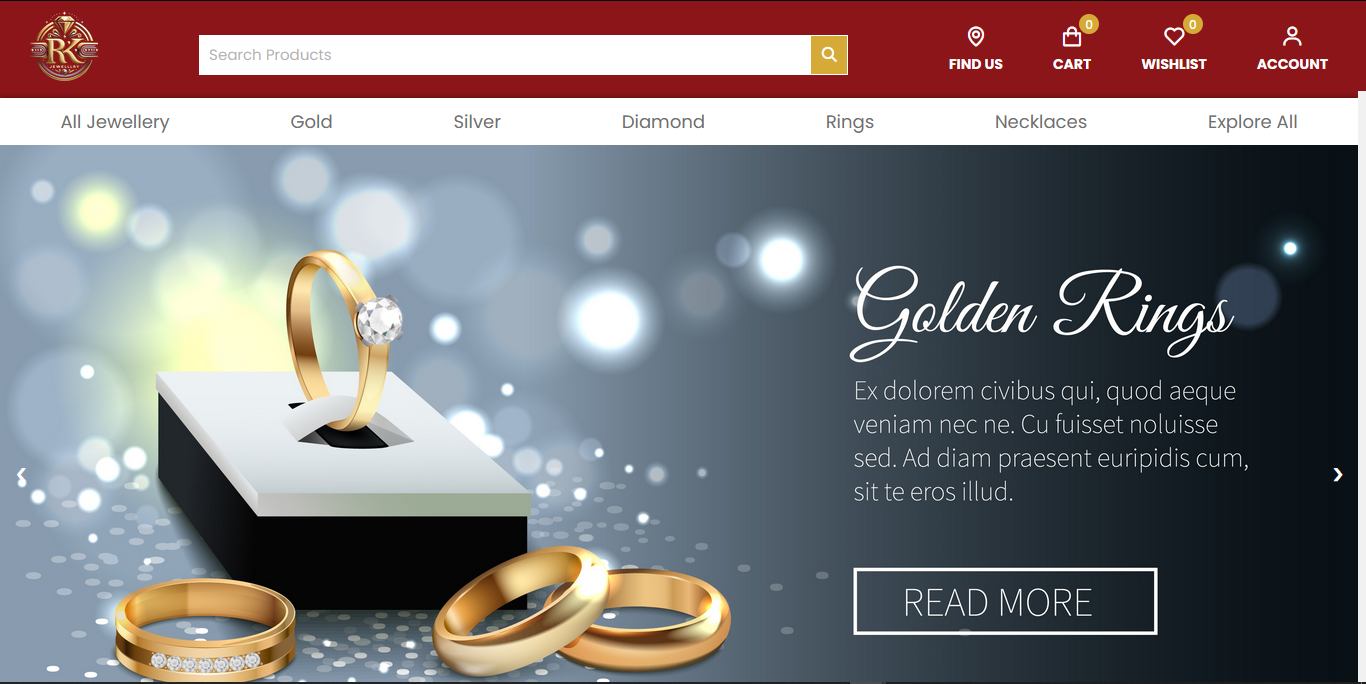 RK
JEWELLERY
Search Products
0
0
FIND US
CART
WISHLIST
ACCOUNT
All Jewellery
Gold
Silver
Diamond
Rings
Necklaces
Explore All
Golden Rings
Ex dolorem civibus qui, quod aeque
veniam nec ne. Cu fuisset noluisse
sed. Ad diam praesent euripidis cum,
sit te eros illud.
READ MORE